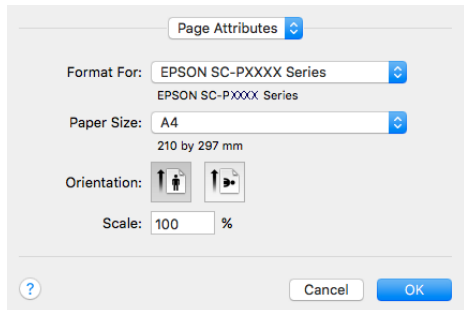 Page Attributes
Format For: EPSON SC-PXXXX Series
EPSON SC-PXXXX Series
Paper Size: A4
210 by 297 mm
Orientation:
Scale: 100 %
? Cancel OK